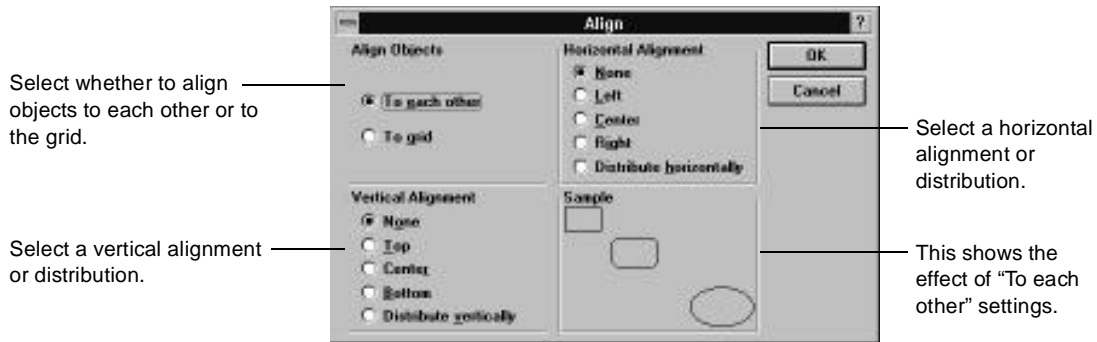 Align
?
Align Objects
To each other
To grid
Horizontal Alignment
None
Left
Center
Right
Distribute horizontally
OK
Cancel
Vertical Alignment
None
Top
Center
Bottom
Distribute vertically
Sample
Select whether to align
objects to each other or to
the grid.
Select a vertical alignment
or distribution.
Select a horizontal
alignment or
distribution.
This shows the
effect of “To each
other” settings.